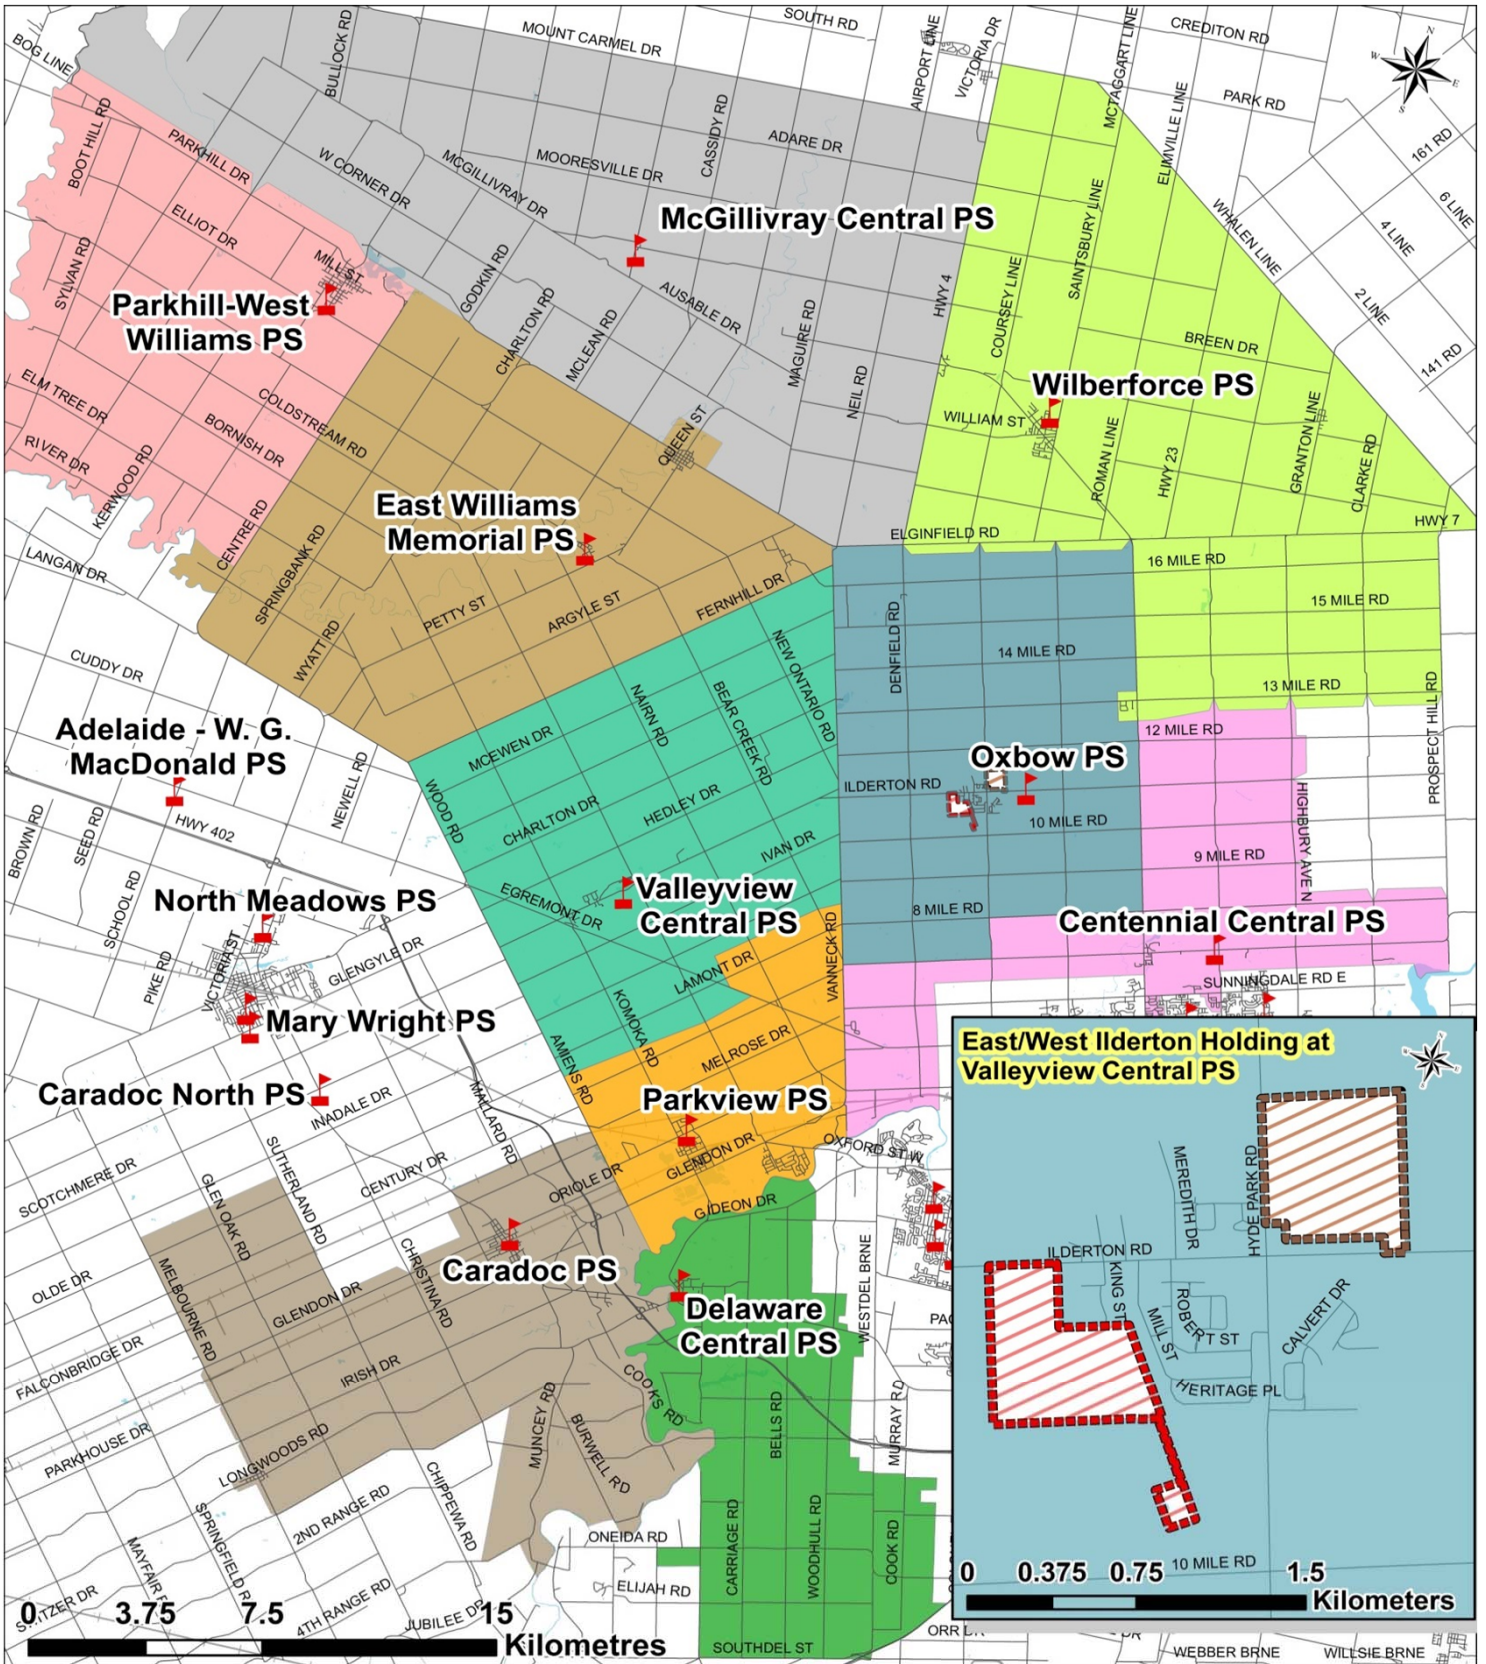 SOUTH RD
MOUNT CARMEL DR
BULLOCK RD
BOG LINE
AIRPORT LINE
VICTORIA DR
MCTAGGART LINE
CREDITON RD
N
W
E
S
PARK RD
ELIMVILLE LINE
161 RD
6 LINE
4 LINE
2 LINE
141 RD
WHALEN LINE
BOOT HILL RD
PARKHILL DR
CASSIDY RD
ADARE DR
MOORESVILLE DR
W CORNER DR
MCGILLIVRAY DR
McGillivray Central PS
ELLIOT DR
MILL ST
SYLVAN RD
GODKIN RD
CHARLTON RD
MCLEAN RD
AUSABLE DR
MAGUIRE RD
NEIL RD
HWY 4
COURSEY LINE
SAINTSBURY LINE
BREEN DR
Parkhill-West
Williams PS
Wilberforce PS
WILLIAM ST
ROMAN LINE
HWY 23
GRANTON LINE
CLARKE RD
HWY 7
ELM TREE DR
COLDSTREAM RD
BORNISH DR
RIVER DR
KERWOOD RD
QUEEN ST
CENTRE RD
East Williams
Memorial PS
ELGINFIELD RD
16 MILE RD
15 MILE RD
LANGAN DR
SPRINGBANK RD
WYATT RD
PETTY ST
ARGYLE ST
FERNHILL DR
DENFIELD RD
14 MILE RD
13 MILE RD
PROSPECT HILL RD
CUDDY DR
NEW ONTARIO RD
NAIRN RD
BEAR CREEK RD
MCEWEN DR
12 MILE RD
Adelaide - W. G.
MacDonald PS
NEWELL RD
WOOD RD
Oxbow PS
ILDERTON RD
10 MILE RD
HIGHBURY AVE N
CHARLTON DR
HEDLEY DR
IVAN DR
9 MILE RD
BROWN RD
SEED RD
HWY 402
SCHOOL RD
North Meadows PS
EGREMONT DR
Valleyview
Central PS
8 MILE RD
Centennial Central PS
VANNECK RD
PIKE RD
VICTORIA ST
GLENGYLE DR
LAMONT DR
SUNNINGDALE RD E
KOMOKA RD
Mary Wright PS
AMIENS RD
MELROSE DR
East/West Ilderton Holding at
Valleyview Central PS
Caradoc North PS
INADALE DR
MALLARD RD
Parkview PS
OXFORD ST W
GLENDON DR
SCOTCHMERE DR
SUTHERLAND RD
CENTURY DR
ORIOLE DR
GLEN OAK RD
GIDEON DR
MEREDITH DR
HYDE PARK RD
ILDERTON RD
OLDE DR
MELBOURNE RD
CHRISTINA RD
Caradoc PS
WESTDEL BRNE
KING ST
MILL ST
ROBERT ST
CALVERT DR
GLENDON DR
Delaware
Central PS
FALCONBRIDGE DR
IRISH DR
COOKS RD
HERITAGE PL
MUNCEY RD
BURWELL RD
BELLS RD
MURRAY RD
PARKHOUSE DR
LONGWOODS RD
CHIPPEWA RD
2ND RANGE RD
SPRINGFIELD R
MAYFAIR
ONEIDA RD
CARRIAGE RD
WOODHULL RD
COOK RD
10 MILE RD
0 0.375 0.75 1.5
Kilometers
ELIJAH RD
4TH RANGE RD
JUBILEE DR
0 3.75 7.5 15
Kilometres
SOUTHDEL ST
ORR DR
WEBBER BRNE
WILLSIE BRNE